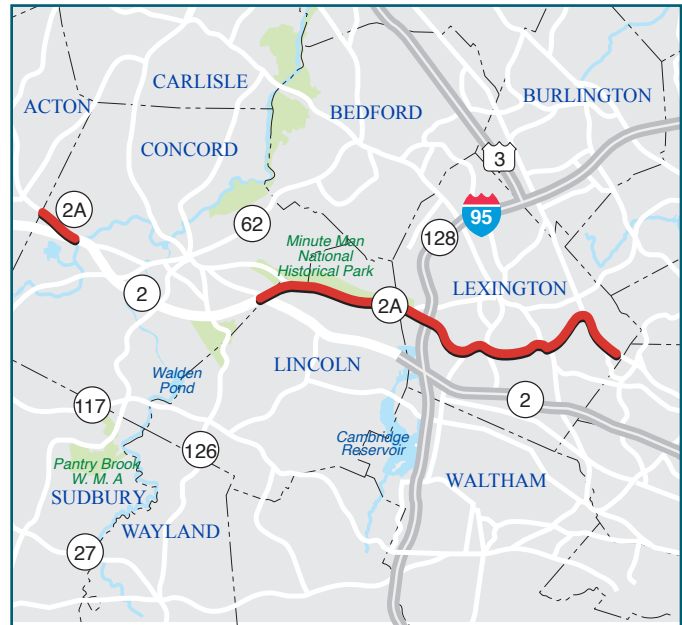 CARLISLE
ACTON
BURLINGTON
BEDFORD
CONCORD
3
2A
95
62
128
Minute Man
National
Historical Park
2
2A
LEXINGTON
LINCOLN
Walden
Pond
117
2
126
Cambridge
Reservoir
Pantry Brook
W. M. A
WALTHAM
SUDBURY
WAYLAND
27